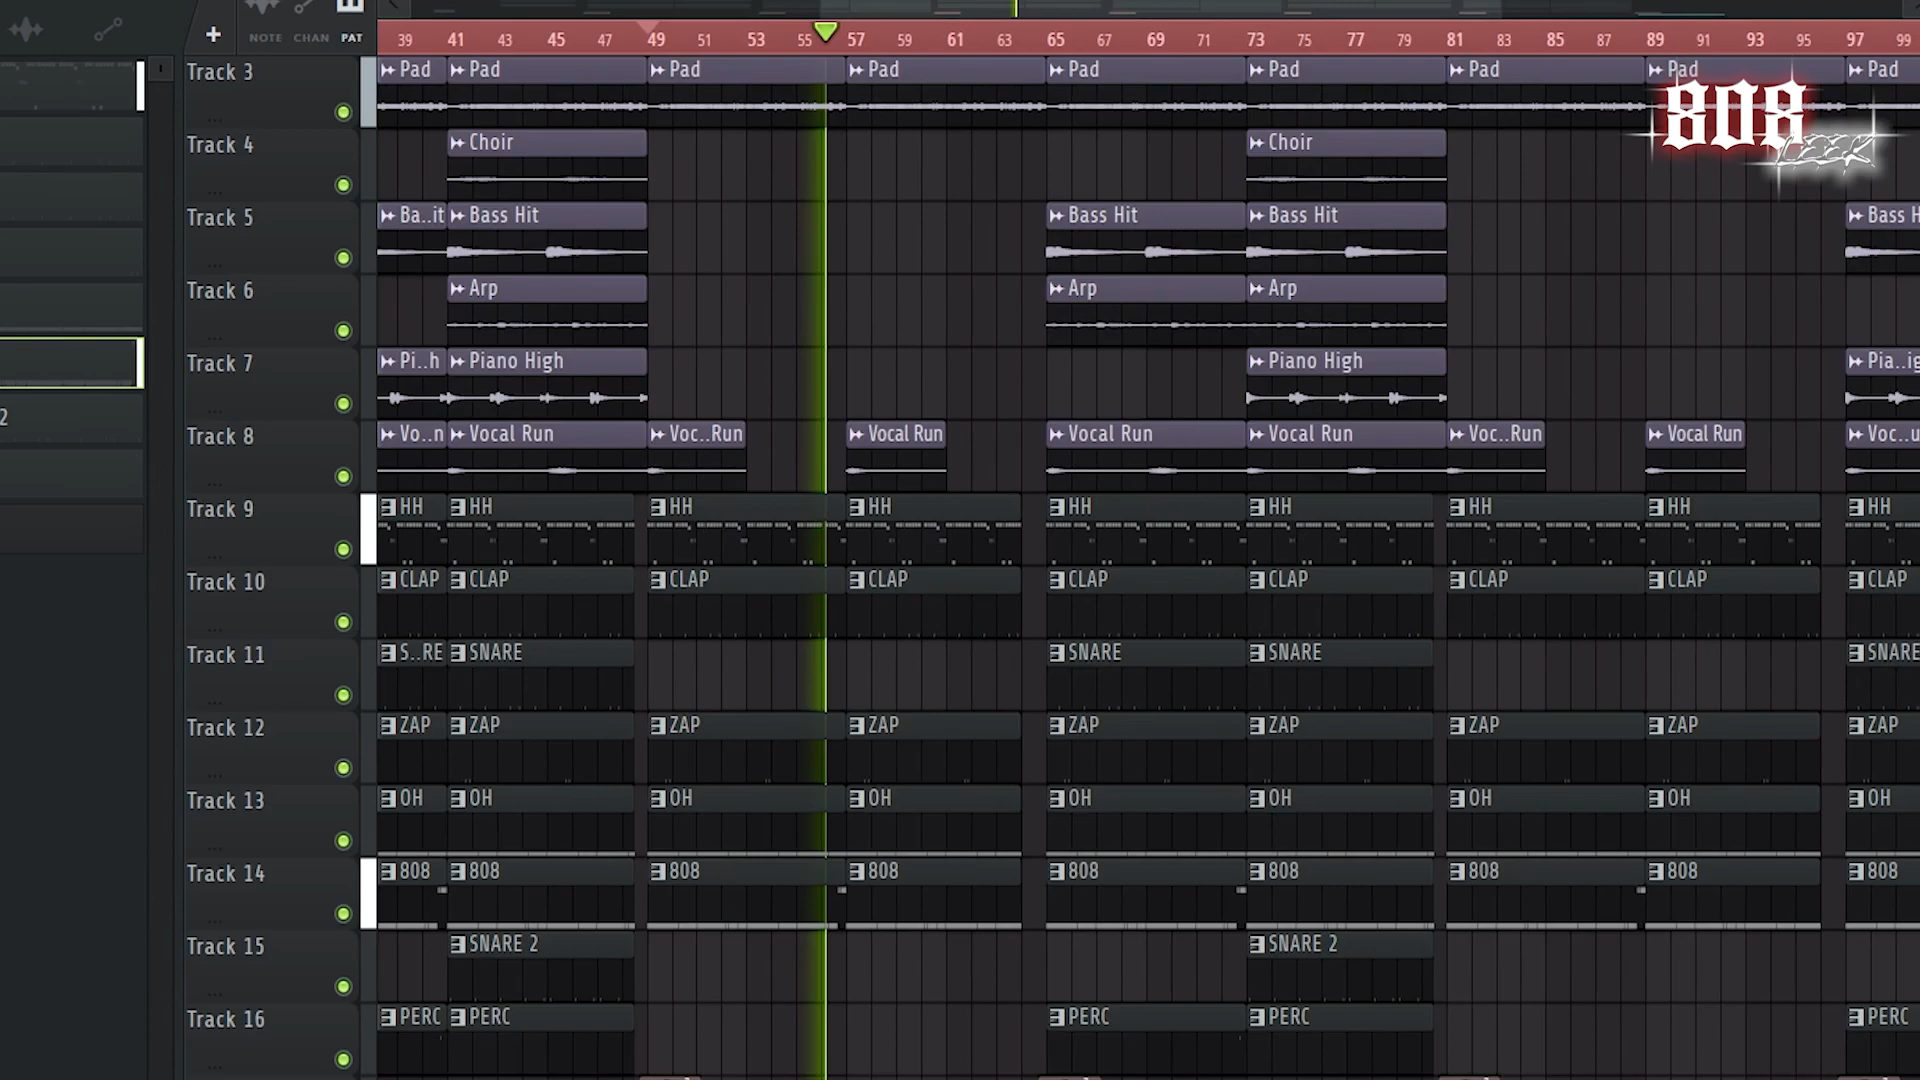 NOTE CHAN PAT
39 41 43 45 47 49 51 53 55 57 59 61 63 65 67 69 71 73 75 77 79 81 83 85 87 89 91 93 95 97 99
Track 3 Pad Pad Pad Pad Pad Pad Pad Pad Pad
808
Track 4 Choir Choir
Track 5 Ba..it Bass Hit Bass Hit Bass Hit Bass H
Track 6 Arp Arp Arp
Track 7 Pi..h Piano High Piano High Pia..ig
2
Track 8 Vo..n Vocal Run Voc..Run Vocal Run Vocal Run Vocal Run Voc..Run Vocal Run Voc..u
Track 9 HH HH HH HH HH HH HH HH HH
Track 10 CLAP CLAP CLAP CLAP CLAP CLAP CLAP CLAP CLAP
Track 11 S..RE SNARE SNARE SNARE SNARE
Track 12 ZAP ZAP ZAP ZAP ZAP ZAP ZAP ZAP ZAP
Track 13 OH OH OH OH OH OH OH OH OH
Track 14 808 808 808 808 808 808 808 808 808
Track 15 SNARE 2 SNARE 2
Track 16 PERC PERC PERC PERC PERC